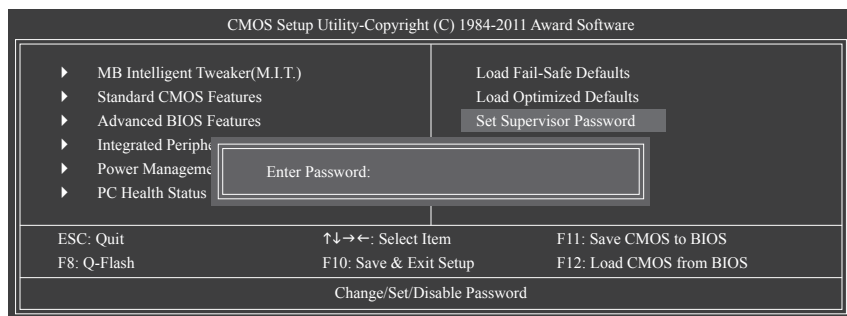 CMOS Setup Utility-Copyright (C) 1984-2011 Award Software
MB Intelligent Tweaker(M.I.T.)
Standard CMOS Features
Advanced BIOS Features
Integrated Periphe
Power Manageme
PC Health Status
Load Fail-Safe Defaults
Load Optimized Defaults
Set Supervisor Password
Enter Password:
ESC: Quit ↑↓→←: Select Item F11: Save CMOS to BIOS
F8: Q-Flash F10: Save & Exit Setup F12: Load CMOS from BIOS
Change/Set/Disable Password